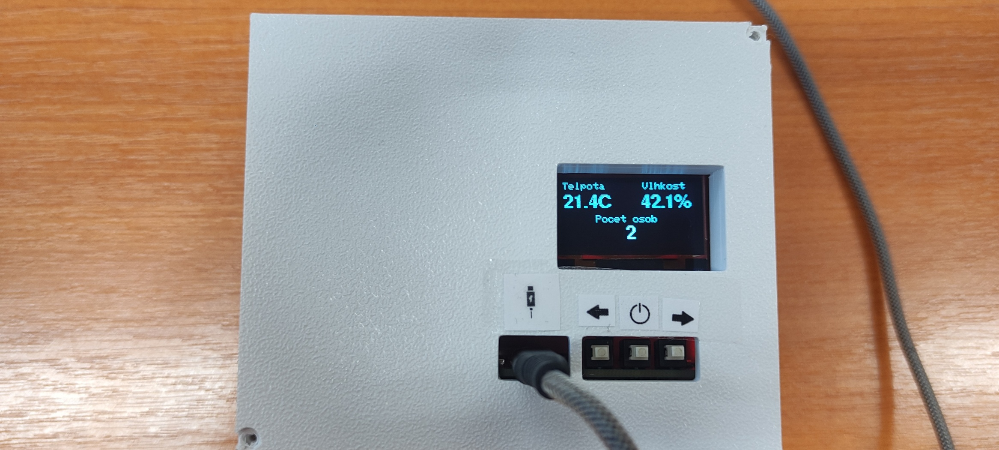 Telpota Vlhkost
21.4C 42.1%
Pocet osob
2